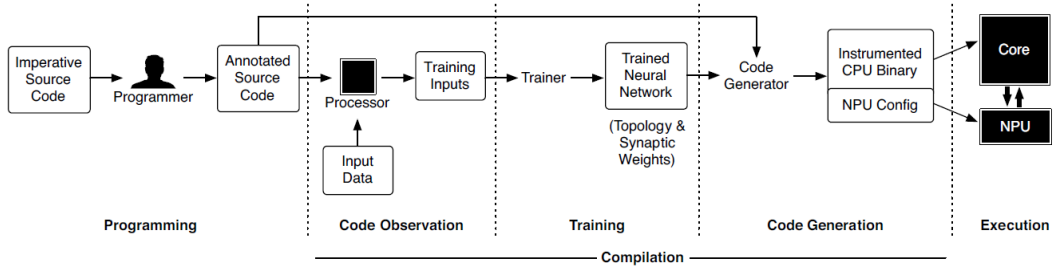 Imperative
Source
Code
Programmer
Annotated
Source
Code
Processor
Input
Data
Training
Inputs
Trainer
Trained
Neural
Network
(Topology &
Synaptic
Weights)
Code
Generator
Instrumented
CPU Binary
NPU Config
Core
NPU
Programming
Code Observation
Training
Code Generation
Execution
Compilation